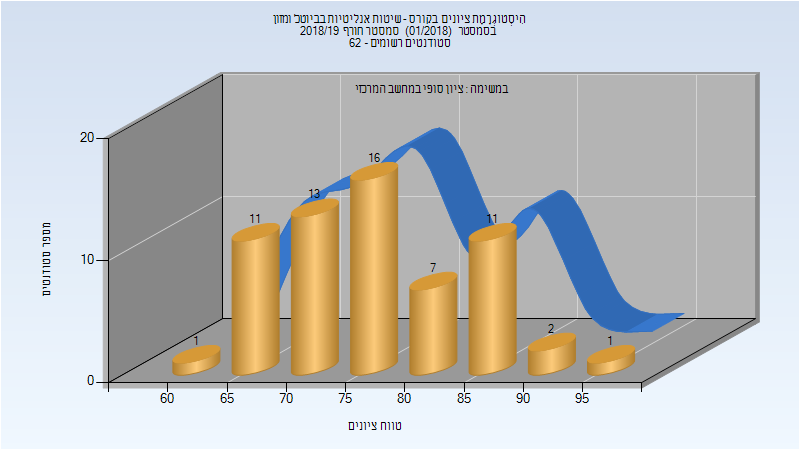 היסטוגרמת ציונים בקורס - שיטות אנליטיות בביוטכ' ומזון
בסמסטר (01/2018) סמסטר חורף 2018/19
סטודנטים רשומים - 62
במשימה : ציון סופי במחשב המרכזי
מספר סטודנטים
20
10
0
1
11
13
16
7
11
2
1
60 65 70 75 80 85 90 95
טווח ציונים